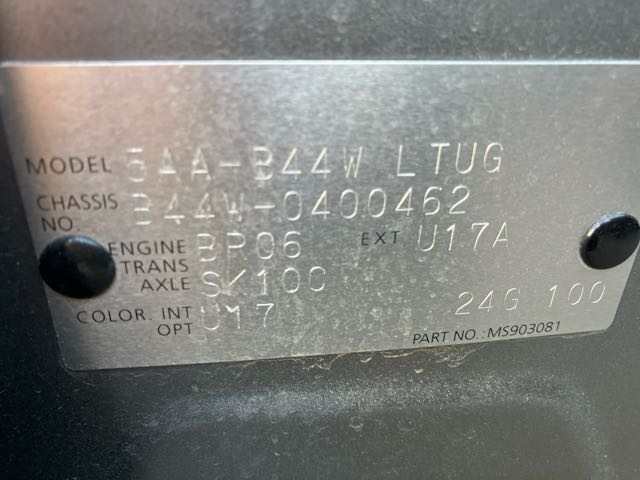 MODEL 5AA-B44W LTUG
CHASSIS NO. B44W-0400462
ENGINE BR06 EXT U17A
TRANS AXLE
COLOR. INT OPT U17 24G 100
PART NO.:MS903081